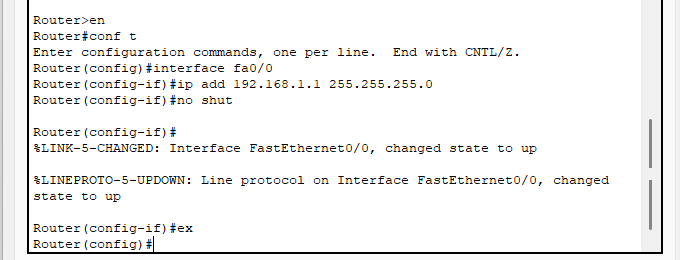 Router>en
Router#conf t
Enter configuration commands, one per line.  End with CNTL/Z.
Router(config)#interface fa0/0
Router(config-if)#ip add 192.168.1.1 255.255.255.0
Router(config-if)#no shut
Router(config-if)#
%LINK-5-CHANGED: Interface FastEthernet0/0, changed state to up
%LINEPROTO-5-UPDOWN: Line protocol on Interface FastEthernet0/0, changed
state to up
Router(config-if)#ex
Router(config)#